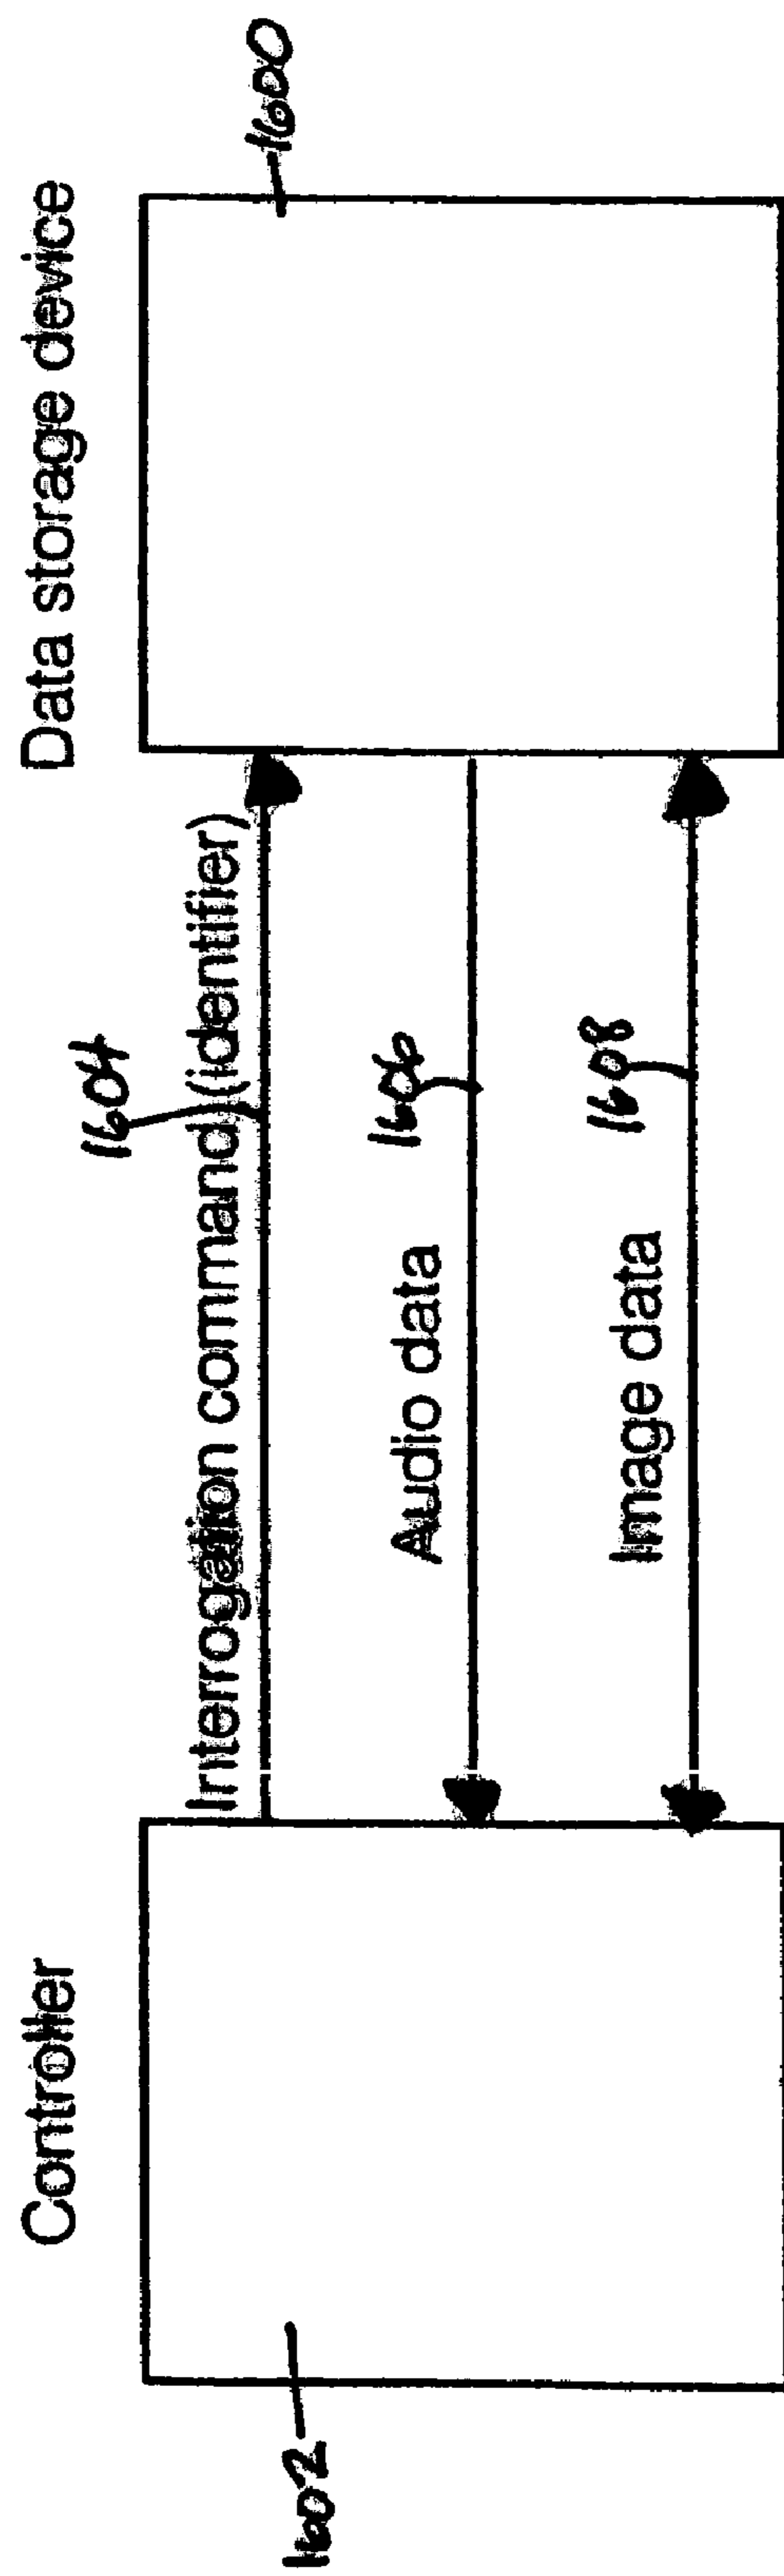 Controller
Data storage device
1602
1600
1604
Interrogation command (identifier)
Audio data
1606
Image data
1608